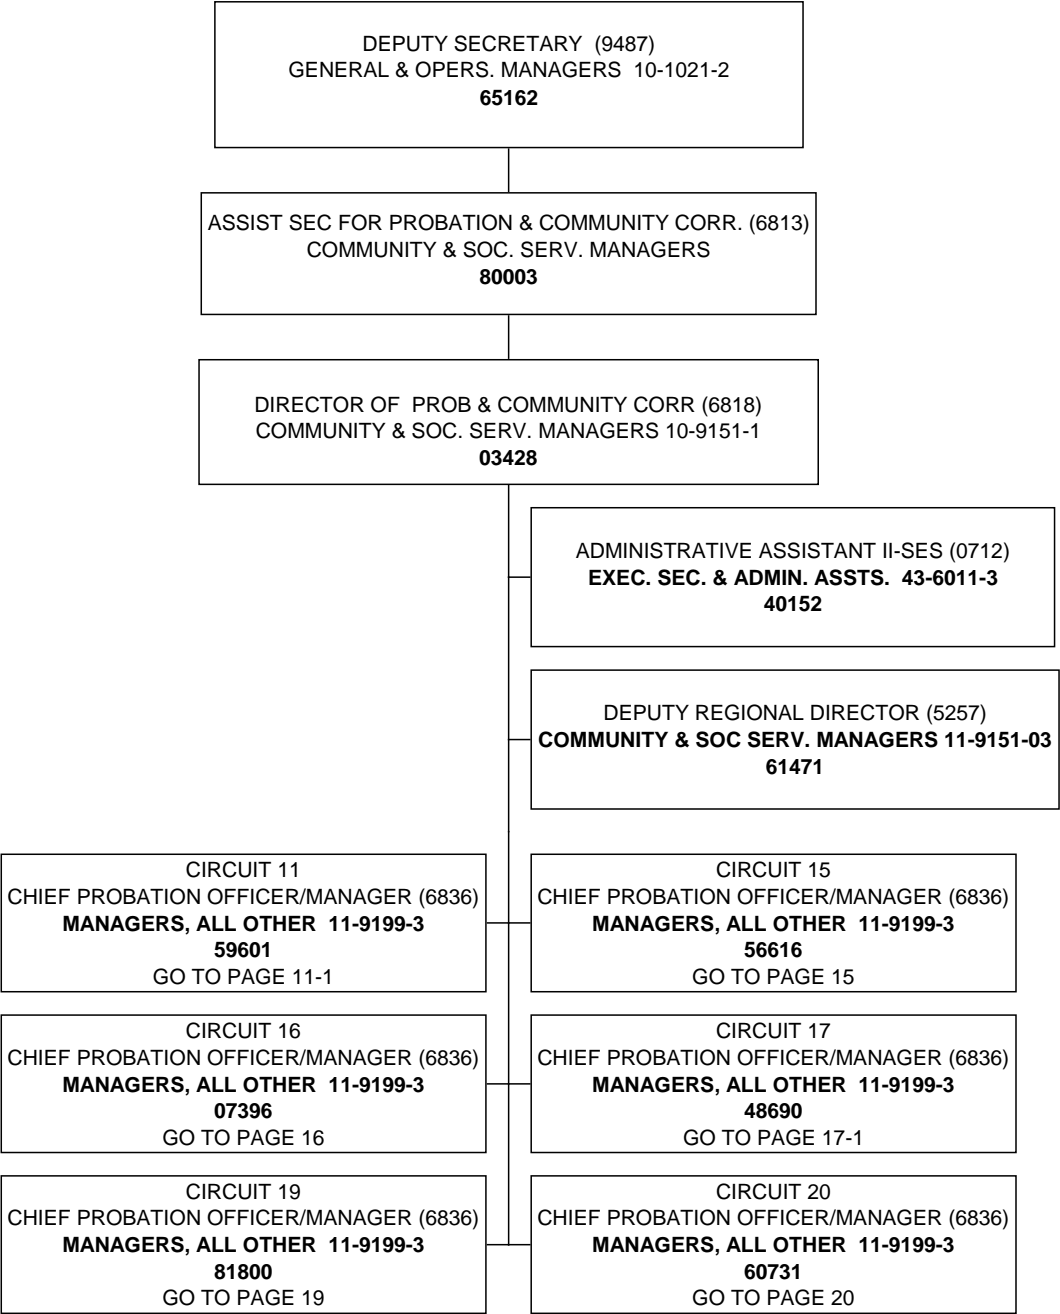 DEPUTY SECRETARY (9487)
GENERAL & OPERS. MANAGERS 10-1021-2
65162
ASSIST SEC FOR PROBATION & COMMUNITY CORR. (6813)
COMMUNITY & SOC. SERV. MANAGERS
80003
DIRECTOR OF PROB & COMMUNITY CORR (6818)
COMMUNITY & SOC. SERV. MANAGERS 10-9151-1
03428
ADMINISTRATIVE ASSISTANT II-SES (0712)
EXEC. SEC. & ADMIN. ASSTS. 43-6011-3
40152
DEPUTY REGIONAL DIRECTOR (5257)
COMMUNITY & SOC SERV. MANAGERS 11-9151-03
61471
CIRCUIT 11
CHIEF PROBATION OFFICER/MANAGER (6836)
MANAGERS, ALL OTHER 11-9199-3
59601
GO TO PAGE 11-1
CIRCUIT 15
CHIEF PROBATION OFFICER/MANAGER (6836)
MANAGERS, ALL OTHER 11-9199-3
56616
GO TO PAGE 15
CIRCUIT 16
CHIEF PROBATION OFFICER/MANAGER (6836)
MANAGERS, ALL OTHER 11-9199-3
07396
GO TO PAGE 16
CIRCUIT 17
CHIEF PROBATION OFFICER/MANAGER (6836)
MANAGERS, ALL OTHER 11-9199-3
48690
GO TO PAGE 17-1
CIRCUIT 19
CHIEF PROBATION OFFICER/MANAGER (6836)
MANAGERS, ALL OTHER 11-9199-3
81800
GO TO PAGE 19
CIRCUIT 20
CHIEF PROBATION OFFICER/MANAGER (6836)
MANAGERS, ALL OTHER 11-9199-3
60731
GO TO PAGE 20